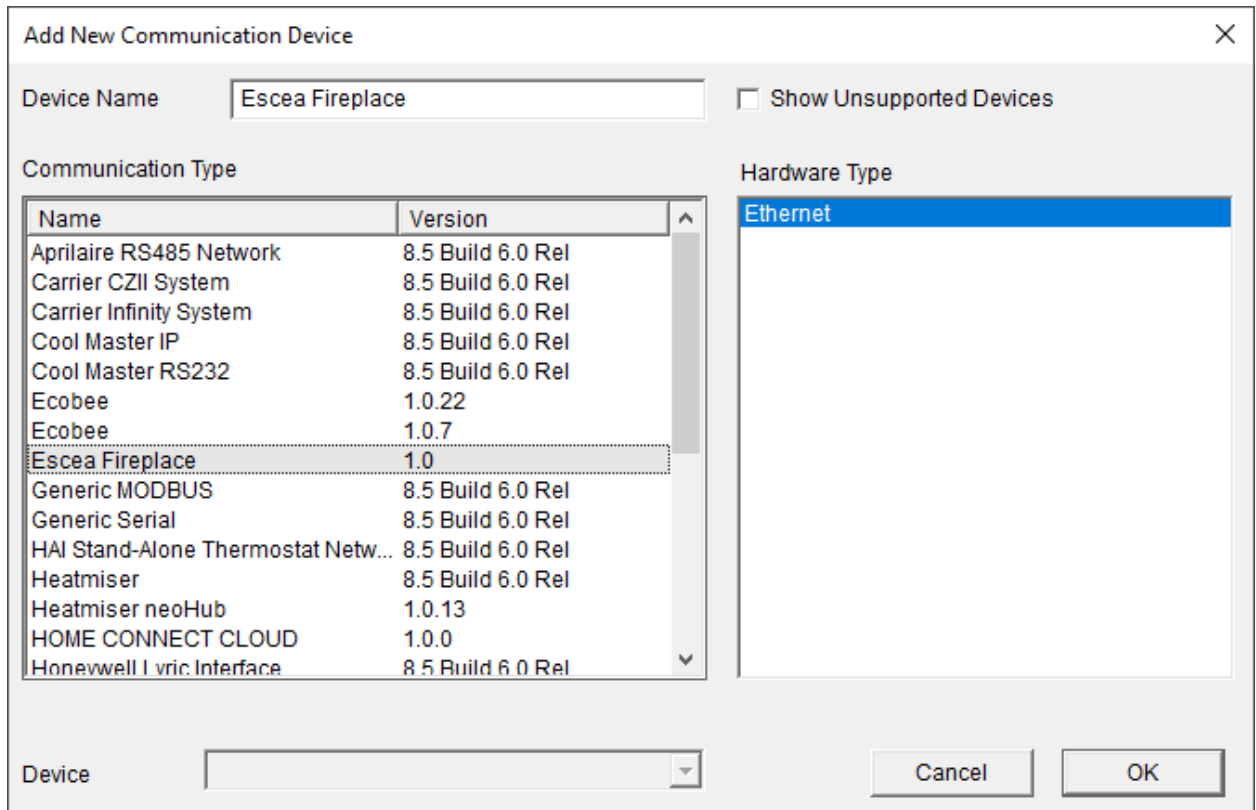 Add New Communication Device
Device Name Escea Fireplace Show Unsupported Devices
Communication Type Hardware Type
Name Version Ethernet
Aprilaire RS485 Network 8.5 Build 6.0 Rel
Carrier CZII System 8.5 Build 6.0 Rel
Carrier Infinity System 8.5 Build 6.0 Rel
Cool Master IP 8.5 Build 6.0 Rel
Cool Master RS232 8.5 Build 6.0 Rel
Ecobee 1.0.22
Ecobee 1.0.7
Escea Fireplace 1.0
Generic MODBUS 8.5 Build 6.0 Rel
Generic Serial 8.5 Build 6.0 Rel
HAI Stand-Alone Thermostat Netw... 8.5 Build 6.0 Rel
Heatmiser 8.5 Build 6.0 Rel
Heatmiser neoHub 1.0.13
HOME CONNECT CLOUD 1.0.0
Honeywell Lyric Interface 8.5 Build 6.0 Rel
Device Cancel OK